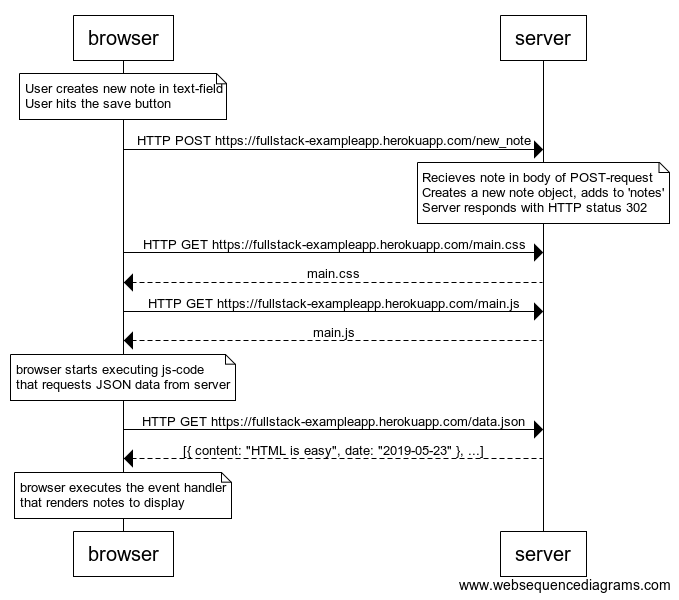 browser
server
User creates new note in text-field
User hits the save button
HTTP POST https://fullstack-exampleapp.herokuapp.com/new_note
Recieves note in body of POST-request
Creates a new note object, adds to 'notes'
Server responds with HTTP status 302
HTTP GET https://fullstack-exampleapp.herokuapp.com/main.css
main.css
HTTP GET https://fullstack-exampleapp.herokuapp.com/main.js
main.js
browser starts executing js-code
that requests JSON data from server
HTTP GET https://fullstack-exampleapp.herokuapp.com/data.json
[{ content: "HTML is easy", date: "2019-05-23" }, ...]
browser executes the event handler
that renders notes to display
browser
server
www.websequencediagrams.com